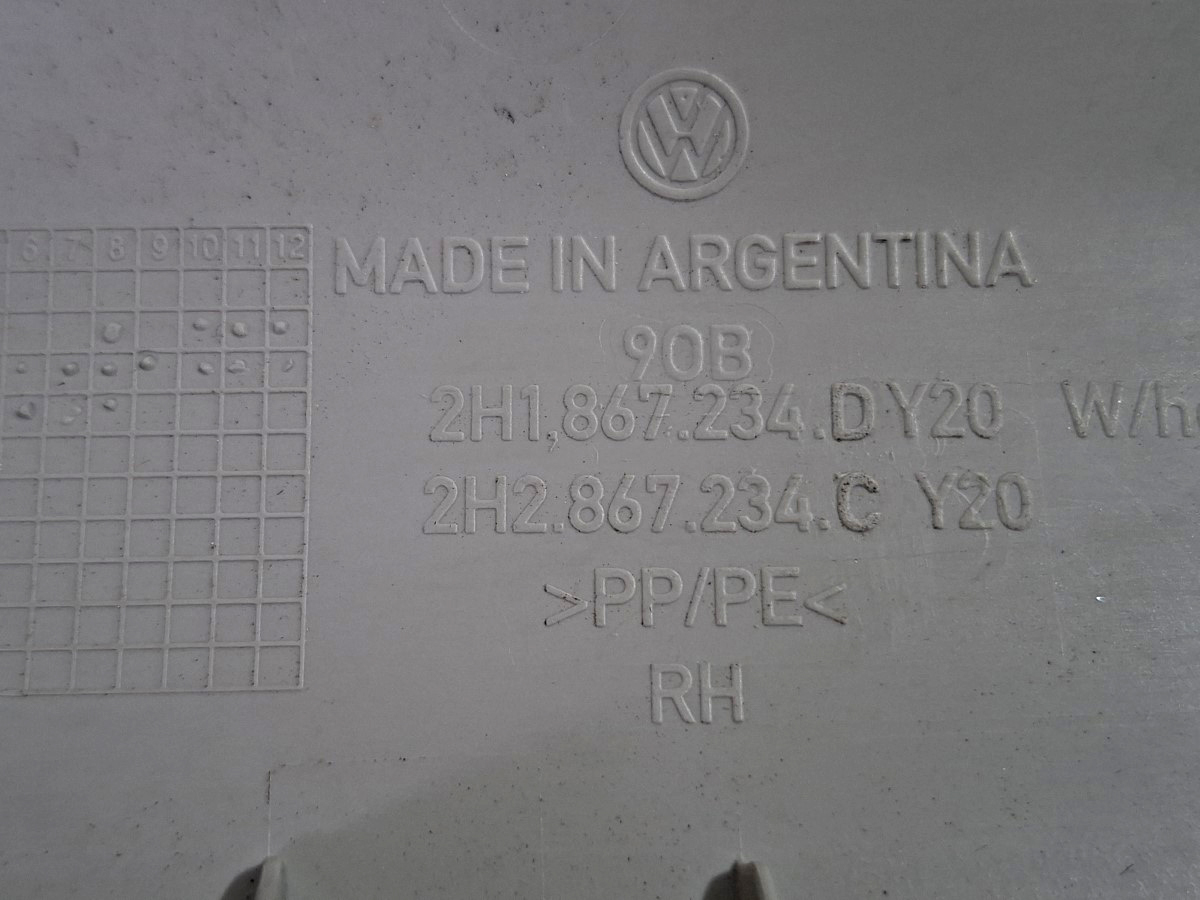 6 7 8 9 10 11 12
MADE IN ARGENTINA
90B
2H1,867.234.D Y20 W/h
2H2.867.234.C Y20
>PP/PE<
RH